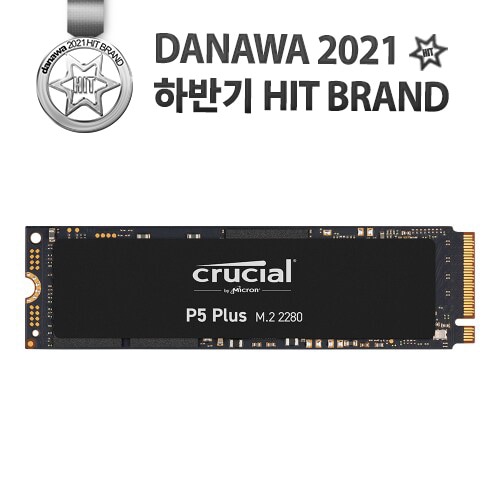 danawa 2021 HIT BRAND
HIT
DANAWA 2021 HIT
하반기 HIT BRAND
crucial
by Micron
P5 Plus M.2 2280